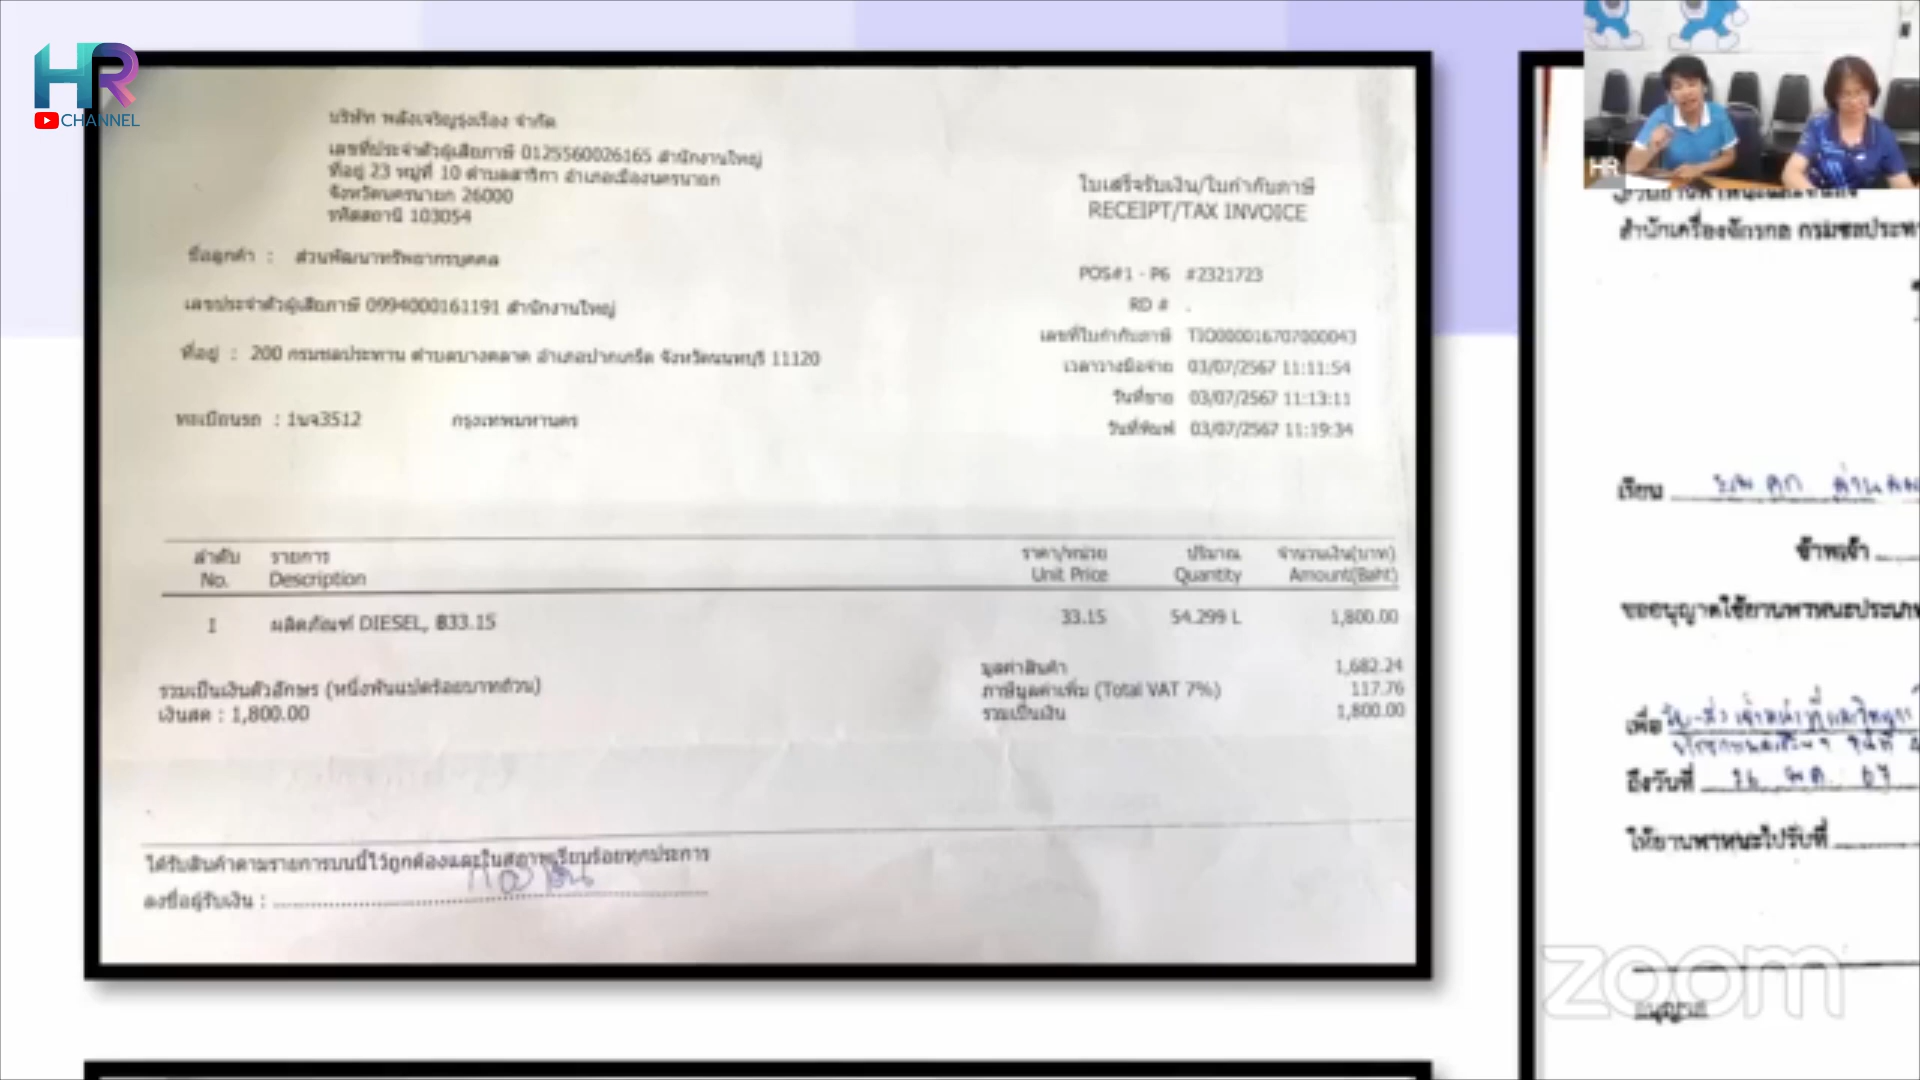 HR
CHANNEL
บริษัท พลังเจริญรุ่งเรือง จำกัด
เลขที่ประจำตัวผู้เสียภาษี 0125560026165 สำนักงานใหญ่
ที่อยู่ 23 หมู่ที่ 10 ตำบลสาริกา อำเภอเมืองนครนายก
จังหวัดนครนายก 26000
รหัสสถานี 103054
ใบเสร็จรับเงิน/ใบกำกับภาษี
RECEIPT/TAX INVOICE
ชื่อลูกค้า : ส่วนพัฒนาทรัพยากรบุคคล
POS#1 - P6 #2321723
เลขประจำตัวผู้เสียภาษี 09940000161191 สำนักงานใหญ่
RD # .
เลขที่ใบกำกับภาษี TIO000016707000043
ที่อยู่ : 200 กรมชลประทาน ตำบลบางตลาด อำเภอปากเกร็ด จังหวัดนนทบุรี 11120
เวลาวางมือจ่าย 03/07/2567 11:11:54
วันที่ขาย 03/07/2567 11:13:11
ทะเบียนรถ : 1นจ3512 กรุงเทพมหานคร
วันที่พิมพ์ 03/07/2567 11:19:34
ลำดับ รายการ ราคา/หน่วย ปริมาณ จำนวนเงิน(บาท)
No. Description Unit Price Quantity Amount(Baht)
1 ผลิตภัณฑ์ DIESEL, ฿33.15 33.15 54.299 L 1,800.00
มูลค่าสินค้า 1,682.24
รวมเป็นเงินตัวอักษร (หนึ่งพันแปดร้อยบาทถ้วน) ภาษีมูลค่าเพิ่ม (Total VAT 7%) 117.76
เงินสด : 1,800.00 รวมเป็นเงิน 1,800.00
ได้รับสินค้าตามรายการบนนี้ไว้ถูกต้องและในสภาพเรียบร้อยทุกประการ
ลงชื่อผู้รับเงิน :
HR
สำนักเครื่องจักรกล กรมชลประทา
เรียน
ข้าพเจ้า
ขออนุญาตใช้ยานพาหนะประเภท
เพื่อ รับ-ส่ง
ถึงวันที่ 26 พ.ค. 67
ให้ยานพาหนะไปรับที่
zoom